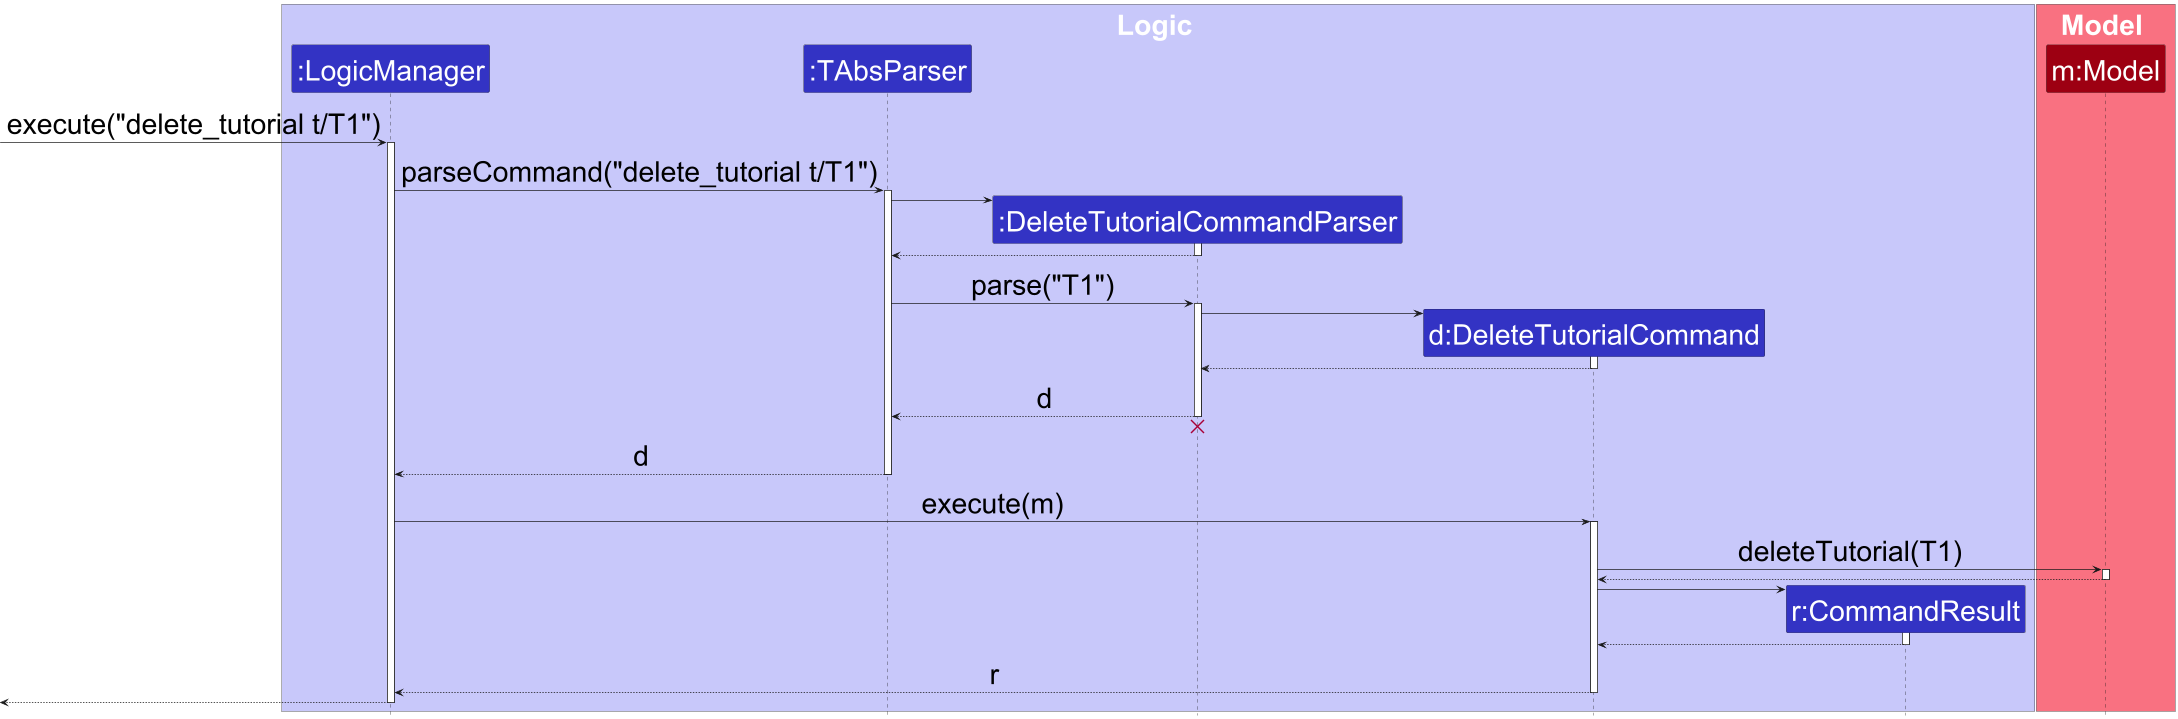 Logic
Model
:LogicManager
:TAbsParser
m:Model
execute("delete_tutorial t/T1")
parseCommand("delete_tutorial t/T1")
:DeleteTutorialCommandParser
parse("T1")
d:DeleteTutorialCommand
d
d
execute(m)
deleteTutorial(T1)
r:CommandResult
r